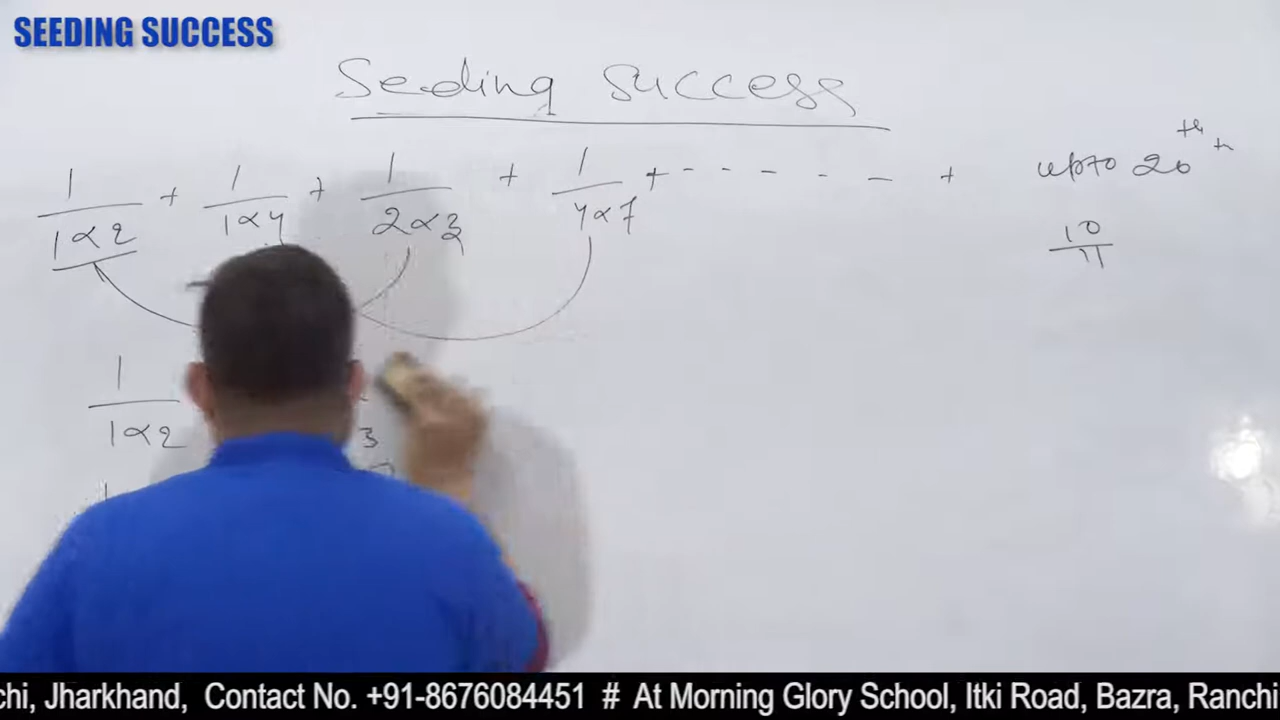 SEEDING SUCCESS
Seeding Success
1/1×2 + 1/1×4 + 1/2×3 + 1/4×7 + - - - - - + upto 20th
10/11
1/1×2
3
chi, Jharkhand, Contact No. +91-8676084451 # At Morning Glory School, Itki Road, Bazra, Ranchi